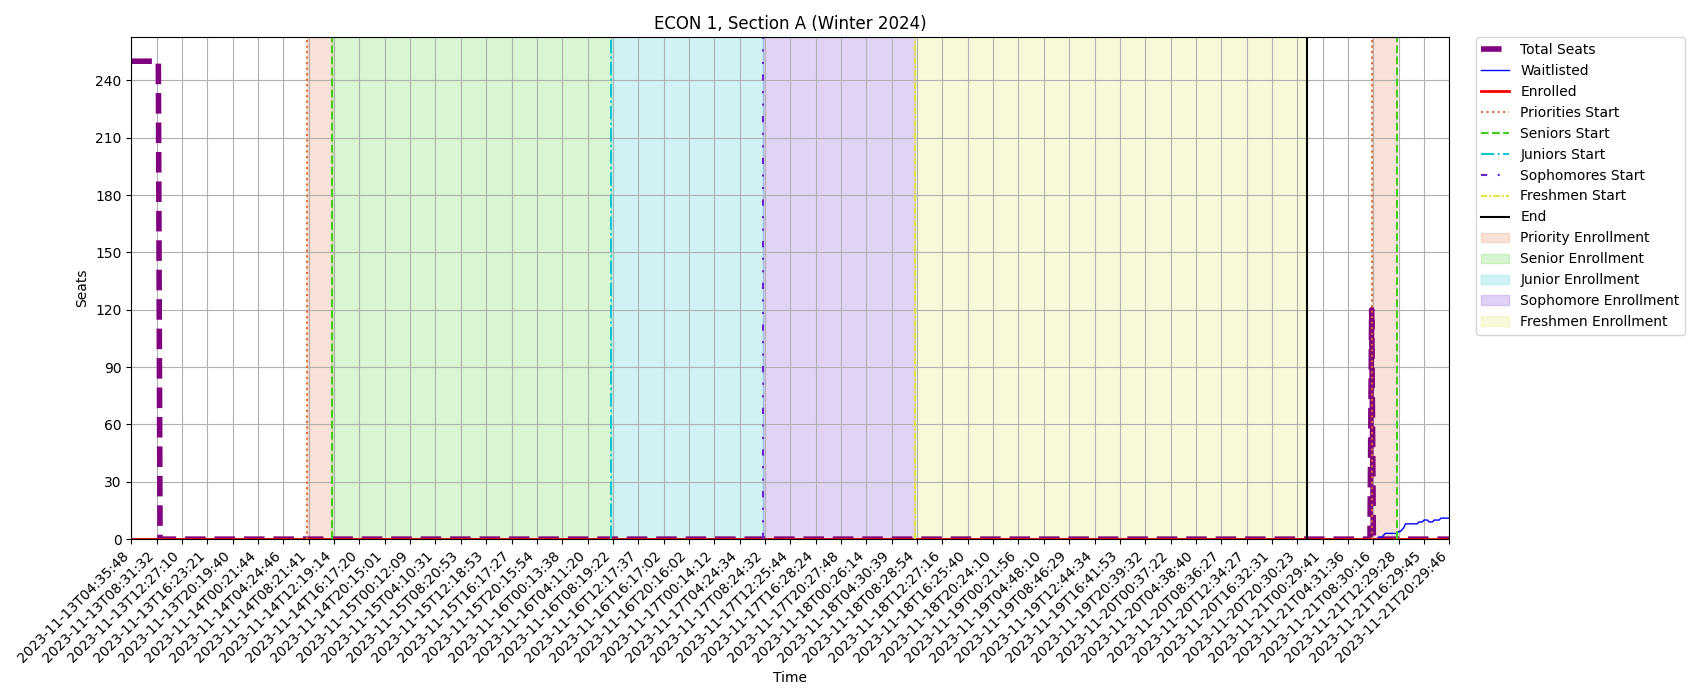 ECON 1, Section A (Winter 2024)
Seats
240
210
180
150
120
90
60
30
0
2023-11-13T04:35:48
2023-11-13T08:31:32
2023-11-13T12:27:10
2023-11-13T16:23:21
2023-11-13T20:19:40
2023-11-14T00:21:44
2023-11-14T04:24:46
2023-11-14T08:21:41
2023-11-14T12:19:14
2023-11-14T16:17:20
2023-11-14T20:15:01
2023-11-15T00:12:09
2023-11-15T04:10:31
2023-11-15T08:20:53
2023-11-15T12:18:53
2023-11-15T16:17:27
2023-11-15T20:15:54
2023-11-16T00:13:38
2023-11-16T04:11:20
2023-11-16T08:19:22
2023-11-16T12:17:37
2023-11-16T16:17:02
2023-11-16T20:16:02
2023-11-17T00:14:12
2023-11-17T04:24:34
2023-11-17T08:24:32
2023-11-17T12:25:44
2023-11-17T16:28:24
2023-11-17T20:27:48
2023-11-18T00:26:14
2023-11-18T04:30:39
2023-11-18T08:28:54
2023-11-18T12:27:16
2023-11-18T16:25:40
2023-11-18T20:24:10
2023-11-19T00:21:56
2023-11-19T04:48:10
2023-11-19T08:46:29
2023-11-19T12:44:34
2023-11-19T16:41:53
2023-11-19T20:39:32
2023-11-20T00:37:22
2023-11-20T04:38:40
2023-11-20T08:36:27
2023-11-20T12:34:27
2023-11-20T16:32:31
2023-11-20T20:30:23
2023-11-21T00:29:41
2023-11-21T04:31:36
2023-11-21T08:30:16
2023-11-21T12:29:28
2023-11-21T16:29:45
2023-11-21T20:29:46
Time
Total Seats
Waitlisted
Enrolled
Priorities Start
Seniors Start
Juniors Start
Sophomores Start
Freshmen Start
End
Priority Enrollment
Senior Enrollment
Junior Enrollment
Sophomore Enrollment
Freshmen Enrollment